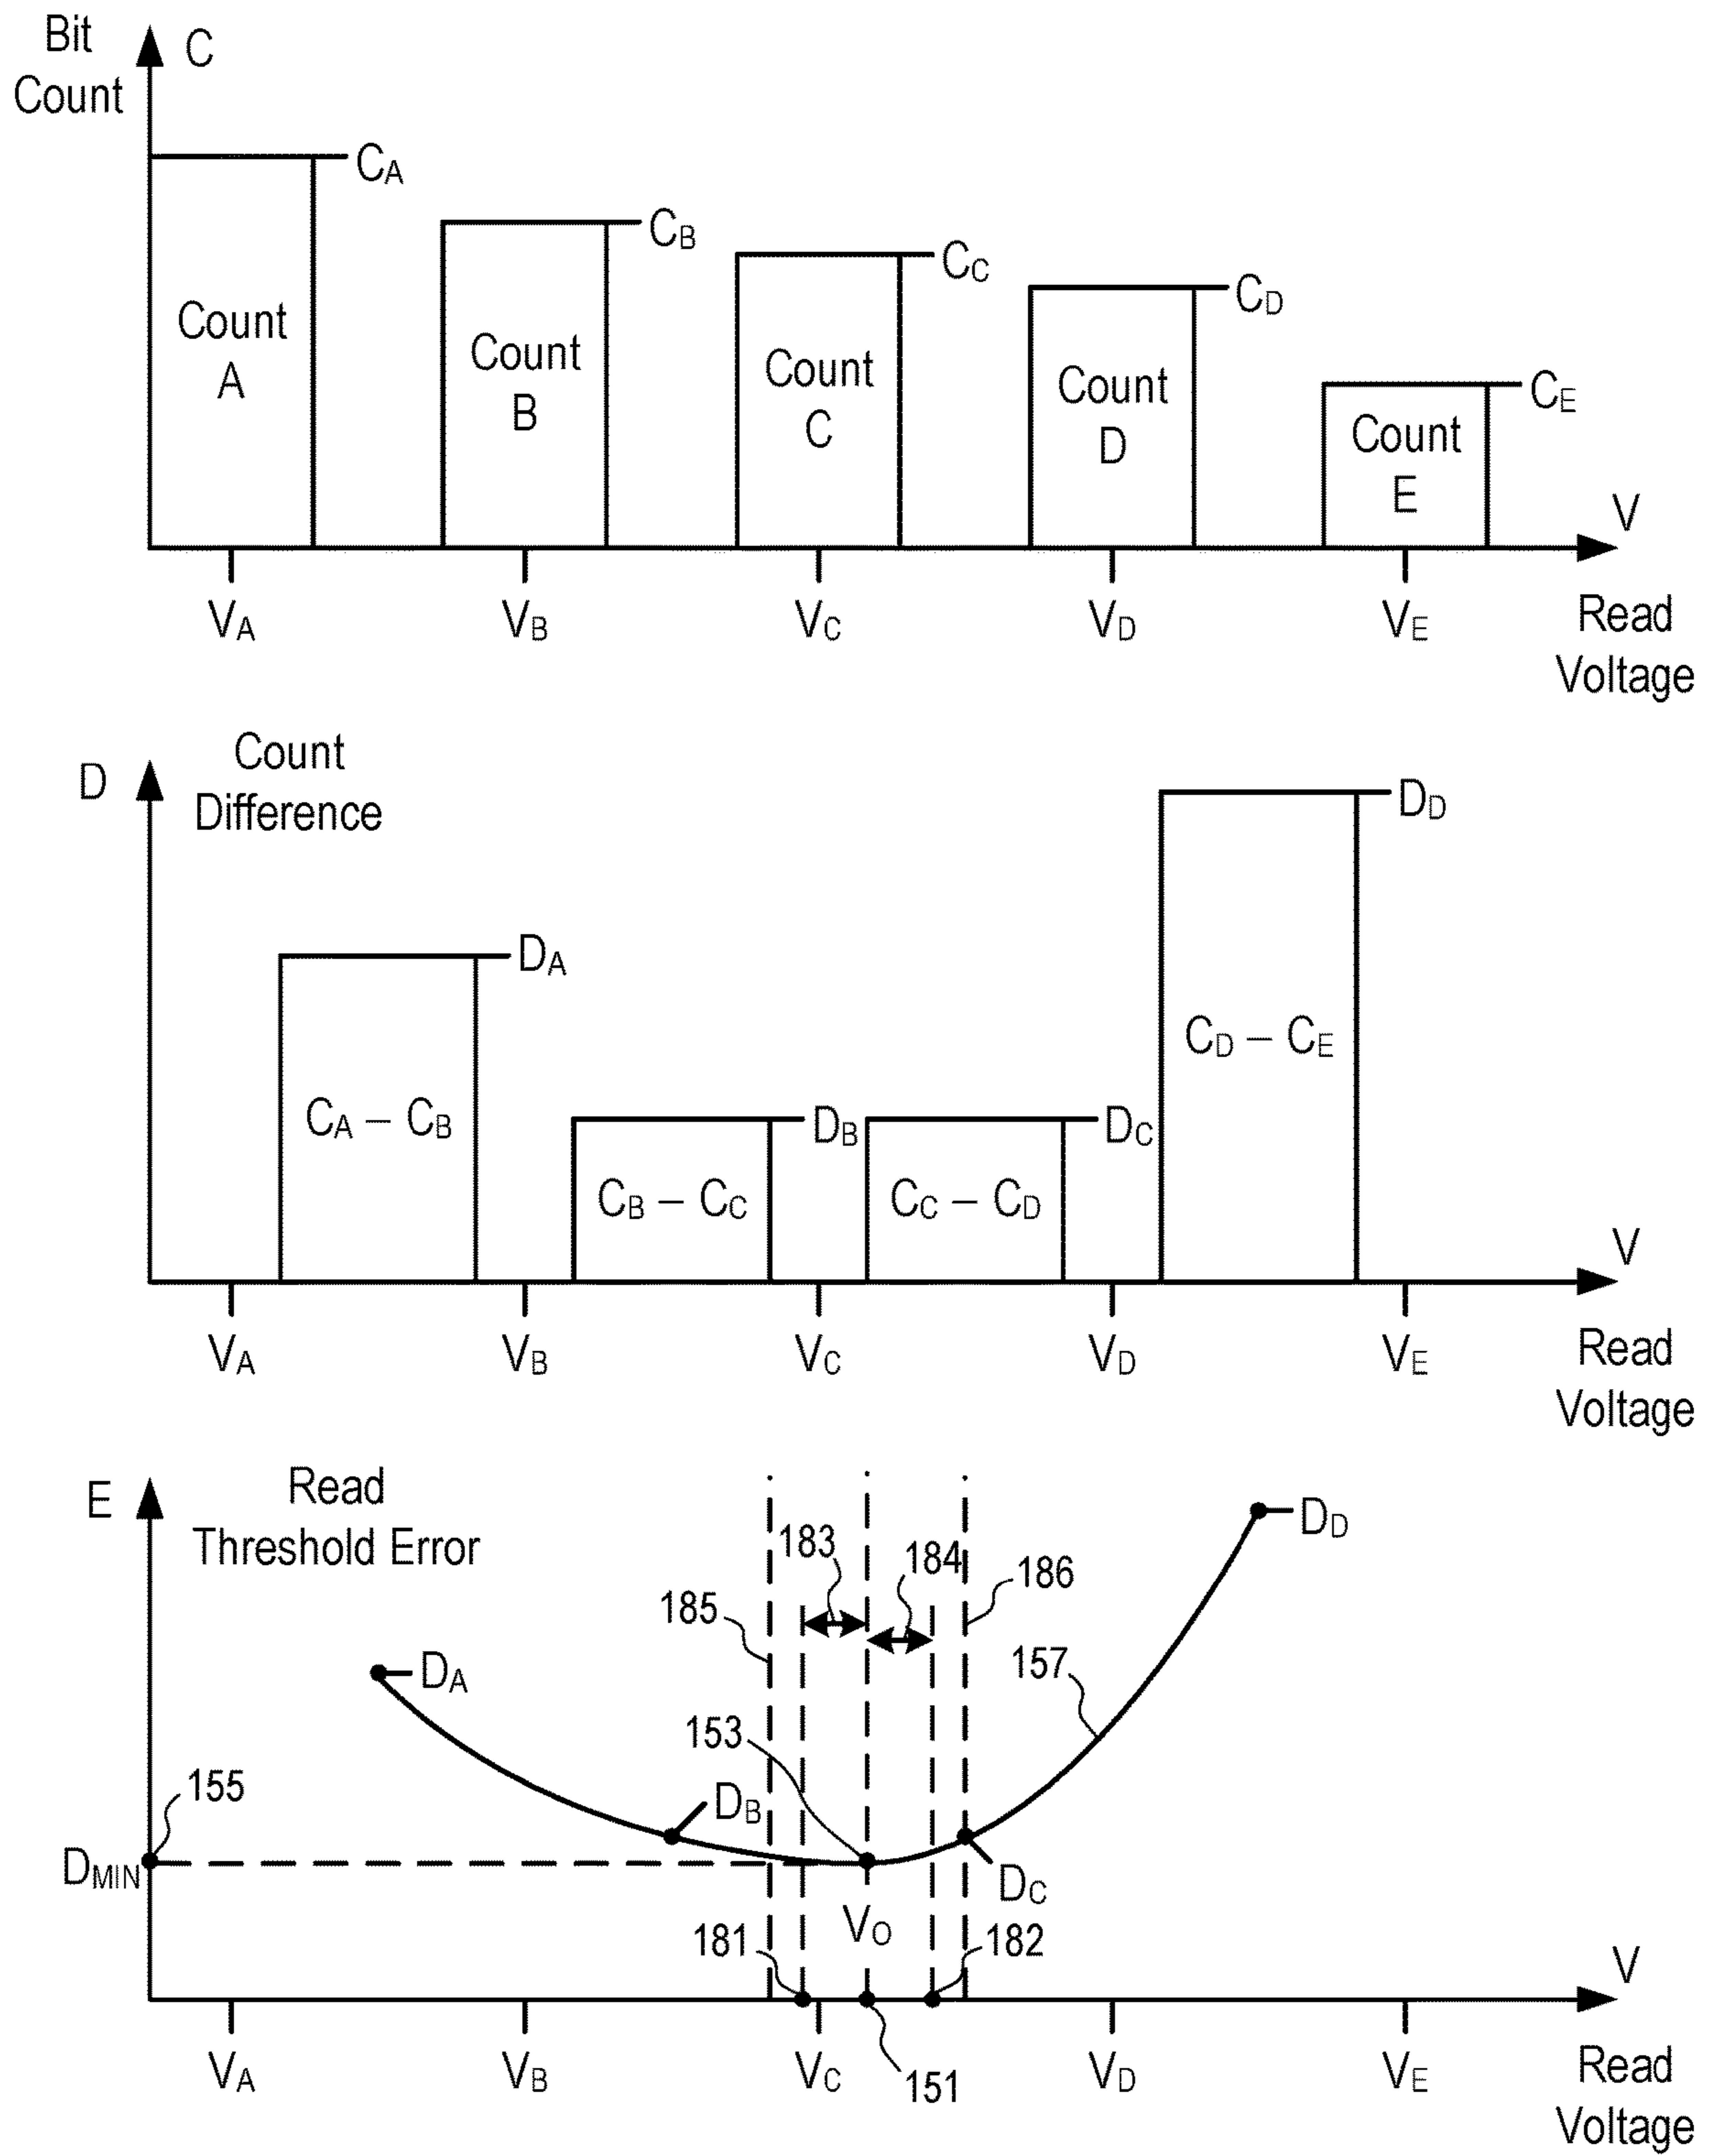 Bit
Count
C
CA
CB
CC
CD
CE
Count
A
Count
B
Count
C
Count
D
Count
E
V
VA
VB
VC
VD
VE
Read
Voltage
D
Count
Difference
DD
DA
CA – CB
DB
CB – CC
DC
CC – CD
CD – CE
V
VA
VB
VC
VD
VE
Read
Voltage
E
Read
Threshold Error
DD
183
184
186
185
DA
157
153
155
DB
DMIN
DC
VO
181
182
V
VA
VB
VC
151
VD
VE
Read
Voltage